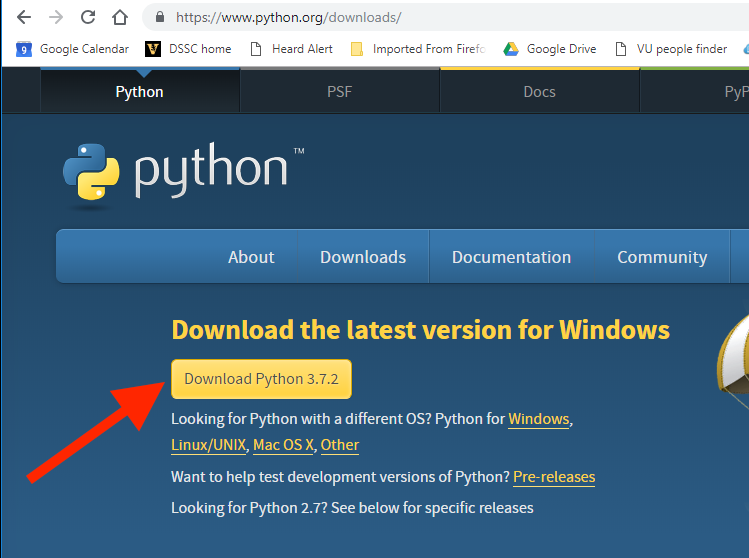 https://www.python.org/downloads/
Google Calendar DSSC home Heard Alert Imported From Firefo Google Drive VU people finder
Python PSF Docs PyP
python™
About Downloads Documentation Community
Download the latest version for Windows
Download Python 3.7.2
Looking for Python with a different OS? Python for Windows,
Linux/UNIX, Mac OS X, Other
Want to help test development versions of Python? Pre-releases
Looking for Python 2.7? See below for specific releases